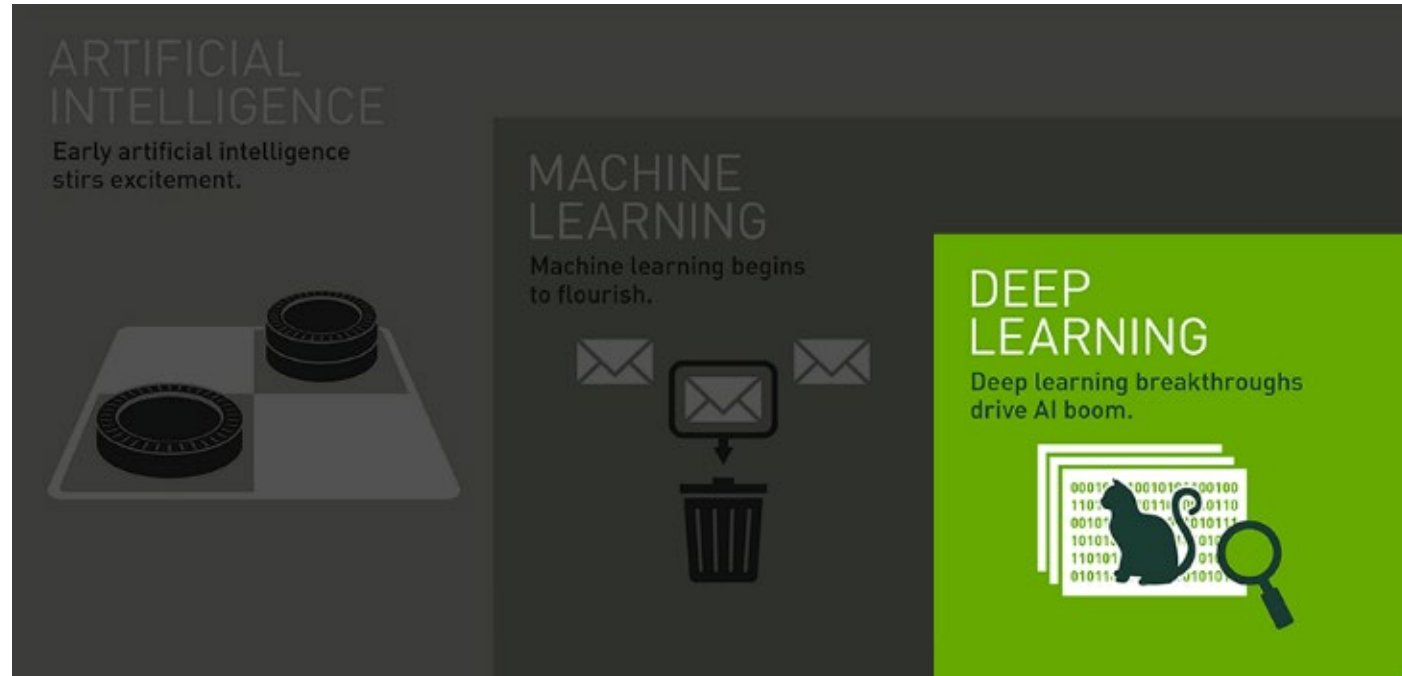 ARTIFICIAL
INTELLIGENCE
Early artificial intelligence
stirs excitement.
MACHINE
LEARNING
Machine learning begins
to flourish.
DEEP
LEARNING
Deep learning breakthroughs
drive AI boom.